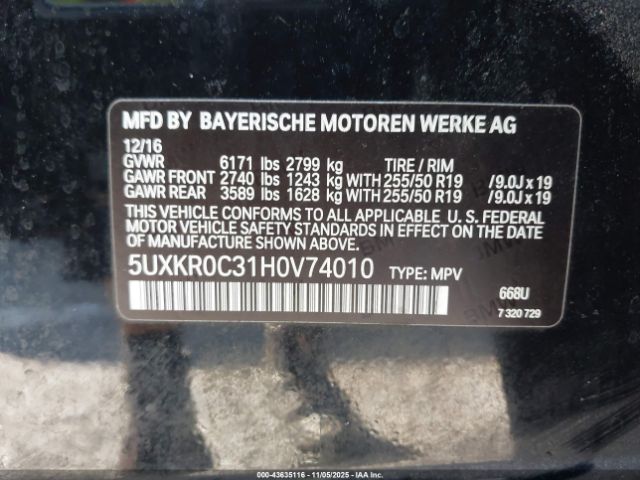 MFD BY BAYERISCHE MOTOREN WERKE AG
12/16
GVWR 6171 lbs 2799 kg TIRE / RIM
GAWR FRONT 2740 lbs 1243 kg WITH 255/50 R19 /9.0J x 19
GAWR REAR 3589 lbs 1628 kg WITH 255/50 R19 /9.0J x 19
THIS VEHICLE CONFORMS TO ALL APPLICABLE U. S. FEDERAL
MOTOR VEHICLE SAFETY STANDARDS IN EFFECT ON THE DATE OF
MANUFACTURE SHOWN ABOVE.
5UXKR0C31H0V74010 TYPE: MPV
668U
7 320 729
000-43635116 - 11/05/2025 - IAAHQ113